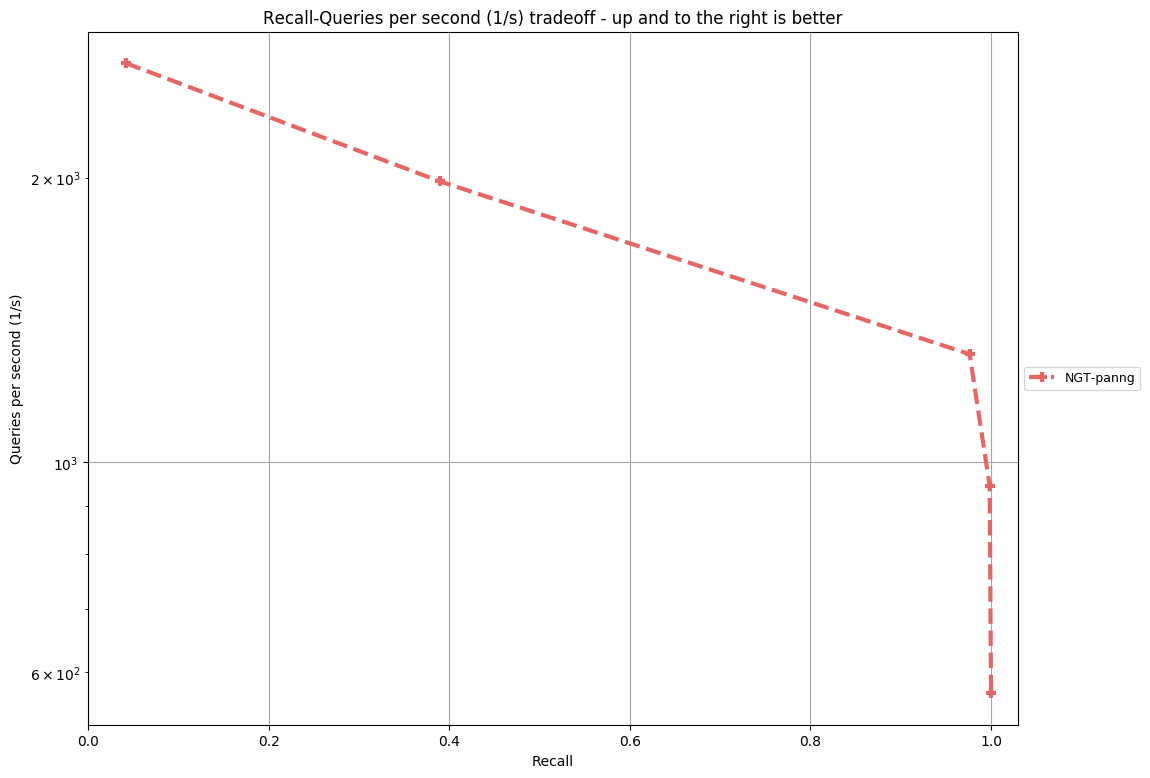 Recall-Queries per second (1/s) tradeoff - up and to the right is better
Queries per second (1/s)
2 × 10³
10³
6 × 10²
0.0 0.2 0.4 0.6 0.8 1.0
Recall
NGT-panng